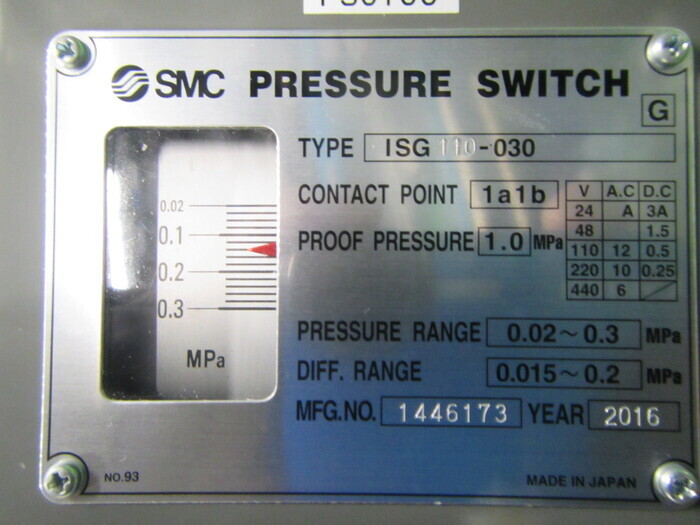 SMC PRESSURE SWITCH
G
TYPE ISG 110-030
CONTACT POINT 1a1b
PROOF PRESSURE 1.0 MPa
V A.C D.C
24 A 3A
48 1.5
110 12 0.5
220 10 0.25
440 6
0.02
0.1
0.2
0.3
MPa
PRESSURE RANGE 0.02~0.3 MPa
DIFF. RANGE 0.015~0.2 MPa
MFG.NO. 1446173 YEAR 2016
NO.93
MADE IN JAPAN